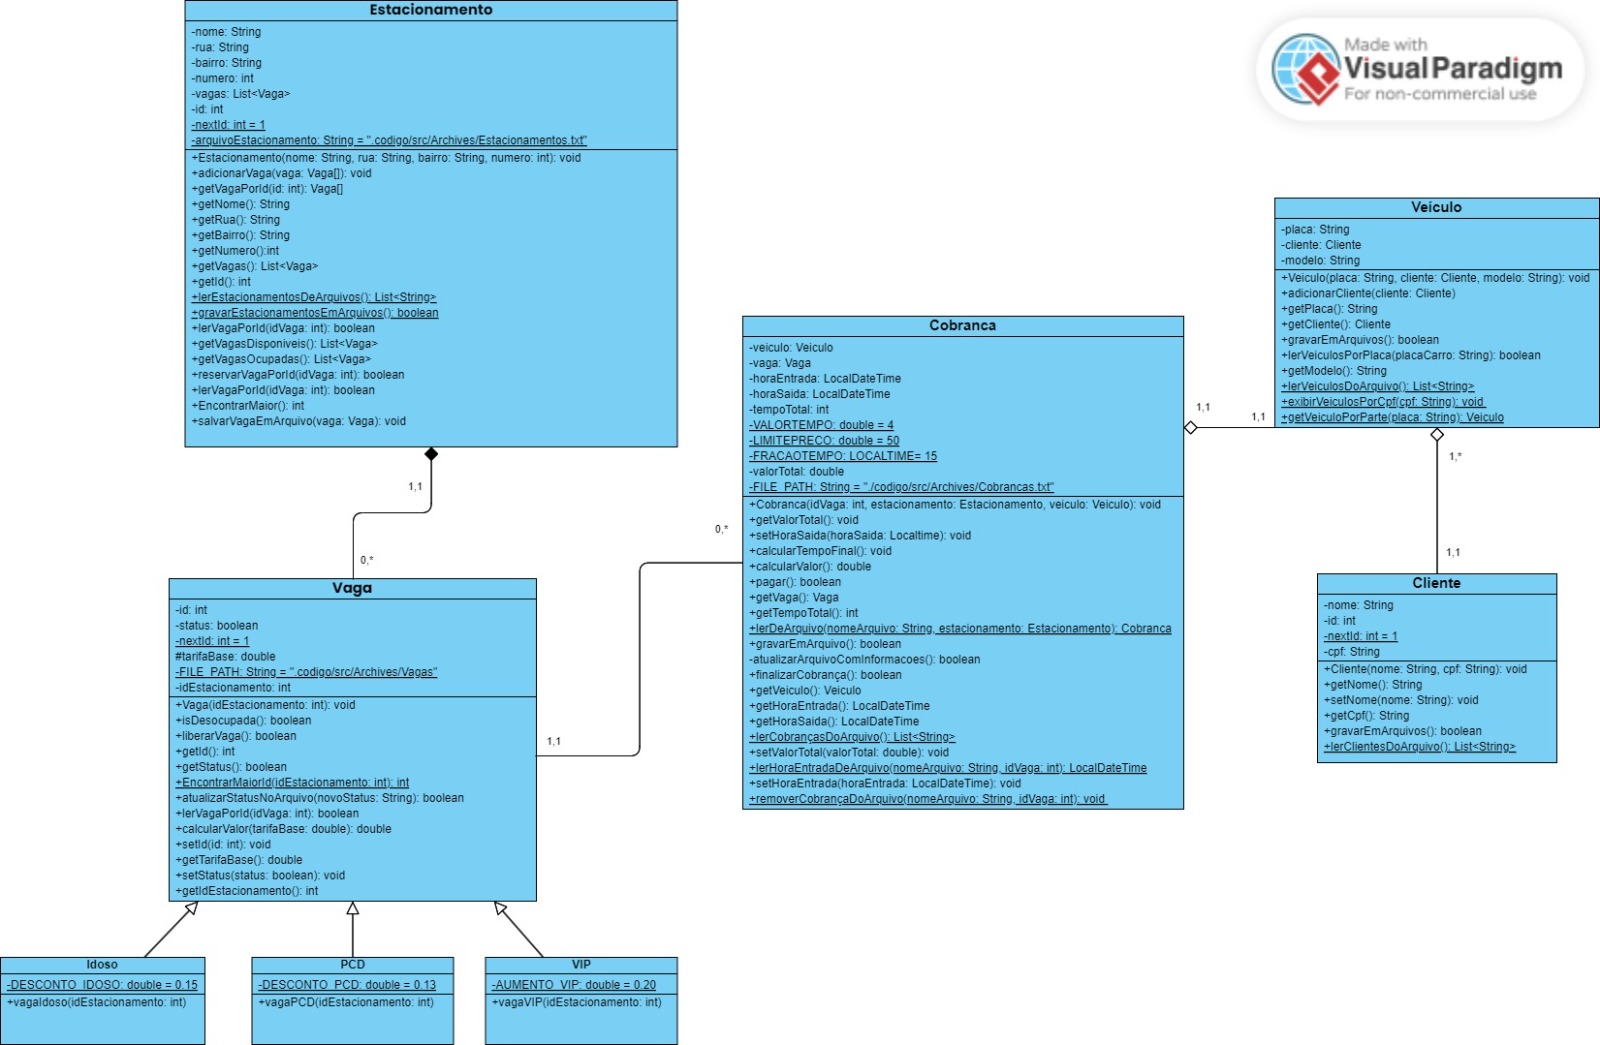 Estacionamento
-nome: String
-rua: String
-bairro: String
-numero: int
-vagas: List<Vaga>
-id: int
-nextId: int = 1
-arquivoEstacionamento: String = ".codigo/src/Archives/Estacionamentos.txt"
+Estacionamento(nome: String, rua: String, bairro: String, numero: int): void
+adicionarVaga(vaga: Vaga[]): void
+getVagaPorId(id: int): Vaga[]
+getNome(): String
+getRua(): String
+getBairro(): String
+getNumero():int
+getVagas(): List<Vaga>
+getId(): int
+lerEstacionamentosDeArquivos(): List<String>
+gravarEstacionamentosEmArquivos(): boolean
+lerVagaPorId(idVaga: int): boolean
+getVagasDisponiveis(): List<Vaga>
+getVagasOcupadas(): List<Vaga>
+reservarVagaPorId(idVaga: int): boolean
+lerVagaPorId(idVaga: int): boolean
+EncontrarMaior(): int
+salvarVagaEmArquivo(vaga: Vaga): void
1,1
0,*
Vaga
-id: int
-status: boolean
-nextId: int = 1
#tarifaBase: double
-FILE_PATH: String = ".codigo/src/Archives/Vagas"
-idEstacionamento: int
+Vaga(idEstacionamento: int): void
+isDesocupada(): boolean
+liberarVaga(): boolean
+getId(): int
+getStatus(): boolean
+EncontrarMaiorId(idEstacionamento: int): int
+atualizarStatusNoArquivo(novoStatus: String): boolean
+lerVagaPorId(idVaga: int): boolean
+calcularValor(tarifaBase: double): double
+setId(id: int): void
+getTarifaBase(): double
+setStatus(status: boolean): void
+getIdEstacionamento(): int
Idoso
-DESCONTO_IDOSO: double = 0.15
+vagaIdoso(idEstacionamento: int)
PCD
-DESCONTO_PCD: double = 0.13
+vagaPCD(idEstacionamento: int)
VIP
-AUMENTO_VIP: double = 0.20
+vagaVIP(idEstacionamento: int)
1,1
0,*
Cobranca
-veiculo: Veiculo
-vaga: Vaga
-horaEntrada: LocalDateTime
-horaSaida: LocalDateTime
-tempoTotal: int
-VALORTEMPO: double = 4
-LIMITEPRECO: double = 50
-FRACAOTEMPO: LOCALTIME= 15
-valorTotal: double
-FILE_PATH: String = "./codigo/src/Archives/Cobrancas.txt"
+Cobranca(idVaga: int, estacionamento: Estacionamento, veiculo: Veiculo): void
+getValorTotal(): void
+setHoraSaida(horaSaida: Localtime): void
+calcularTempoFinal(): void
+calcularValor(): double
+pagar(): boolean
+getVaga(): Vaga
+getTempoTotal(): int
+lerDeArquivo(nomeArquivo: String, estacionamento: Estacionamento): Cobranca
+gravarEmArquivo(): boolean
-atualizarArquivoComInformacoes(): boolean
+finalizarCobrança(): boolean
+getVeiculo(): Veiculo
+getHoraEntrada(): LocalDateTime
+getHoraSaida(): LocalDateTime
+lerCobrançasDoArquivo(): List<String>
+setValorTotal(valorTotal: double): void
+lerHoraEntradaDeArquivo(nomeArquivo: String, idVaga: int): LocalDateTime
+setHoraEntrada(horaEntrada: LocalDateTime): void
+removerCobrançaDoArquivo(nomeArquivo: String, idVaga: int): void
1,1
1,1
Veículo
-placa: String
-cliente: Cliente
-modelo: String
+Veiculo(placa: String, cliente: Cliente, modelo: String): void
+adicionarCliente(cliente: Cliente)
+getPlaca(): String
+getCliente(): Cliente
+gravarEmArquivos(): boolean
+lerVeiculosPorPlaca(placaCarro: String): boolean
+getModelo(): String
+lerVeiculosDoArquivo(): List<String>
+exibirVeiculosPorCpf(cpf: String): void
+getVeiculoPorParte(placa: String): Veiculo
1,*
1,1
Cliente
-nome: String
-id: int
-nextId: int = 1
-cpf: String
+Cliente(nome: String, cpf: String): void
+getNome(): String
+setNome(nome: String): void
+getCpf(): String
+gravarEmArquivos(): boolean
+lerClientesDoArquivo(): List<String>
Made with
Visual Paradigm
For non-commercial use